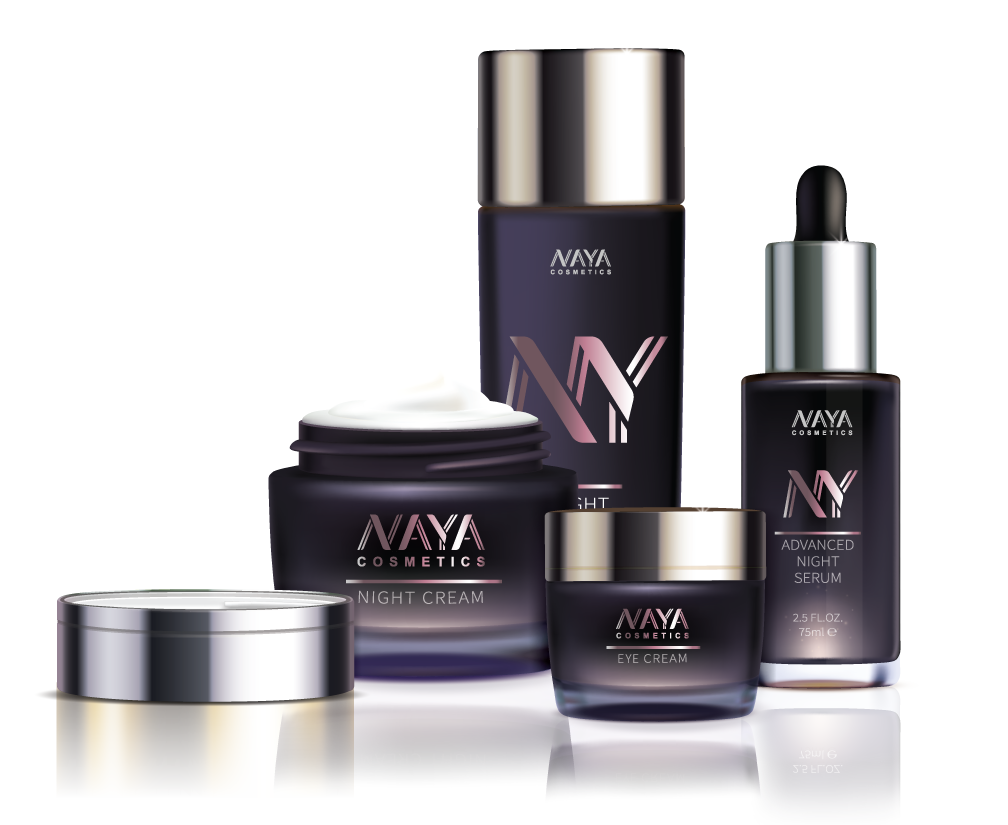 NAYA
COSMETICS
NY
NAYA
COSMETICS
NIGHT CREAM
NAYA
COSMETICS
EYE CREAM
NAYA
COSMETICS
NY
ADVANCED
NIGHT
SERUM
2.5 FL.OZ.
75ml ℮